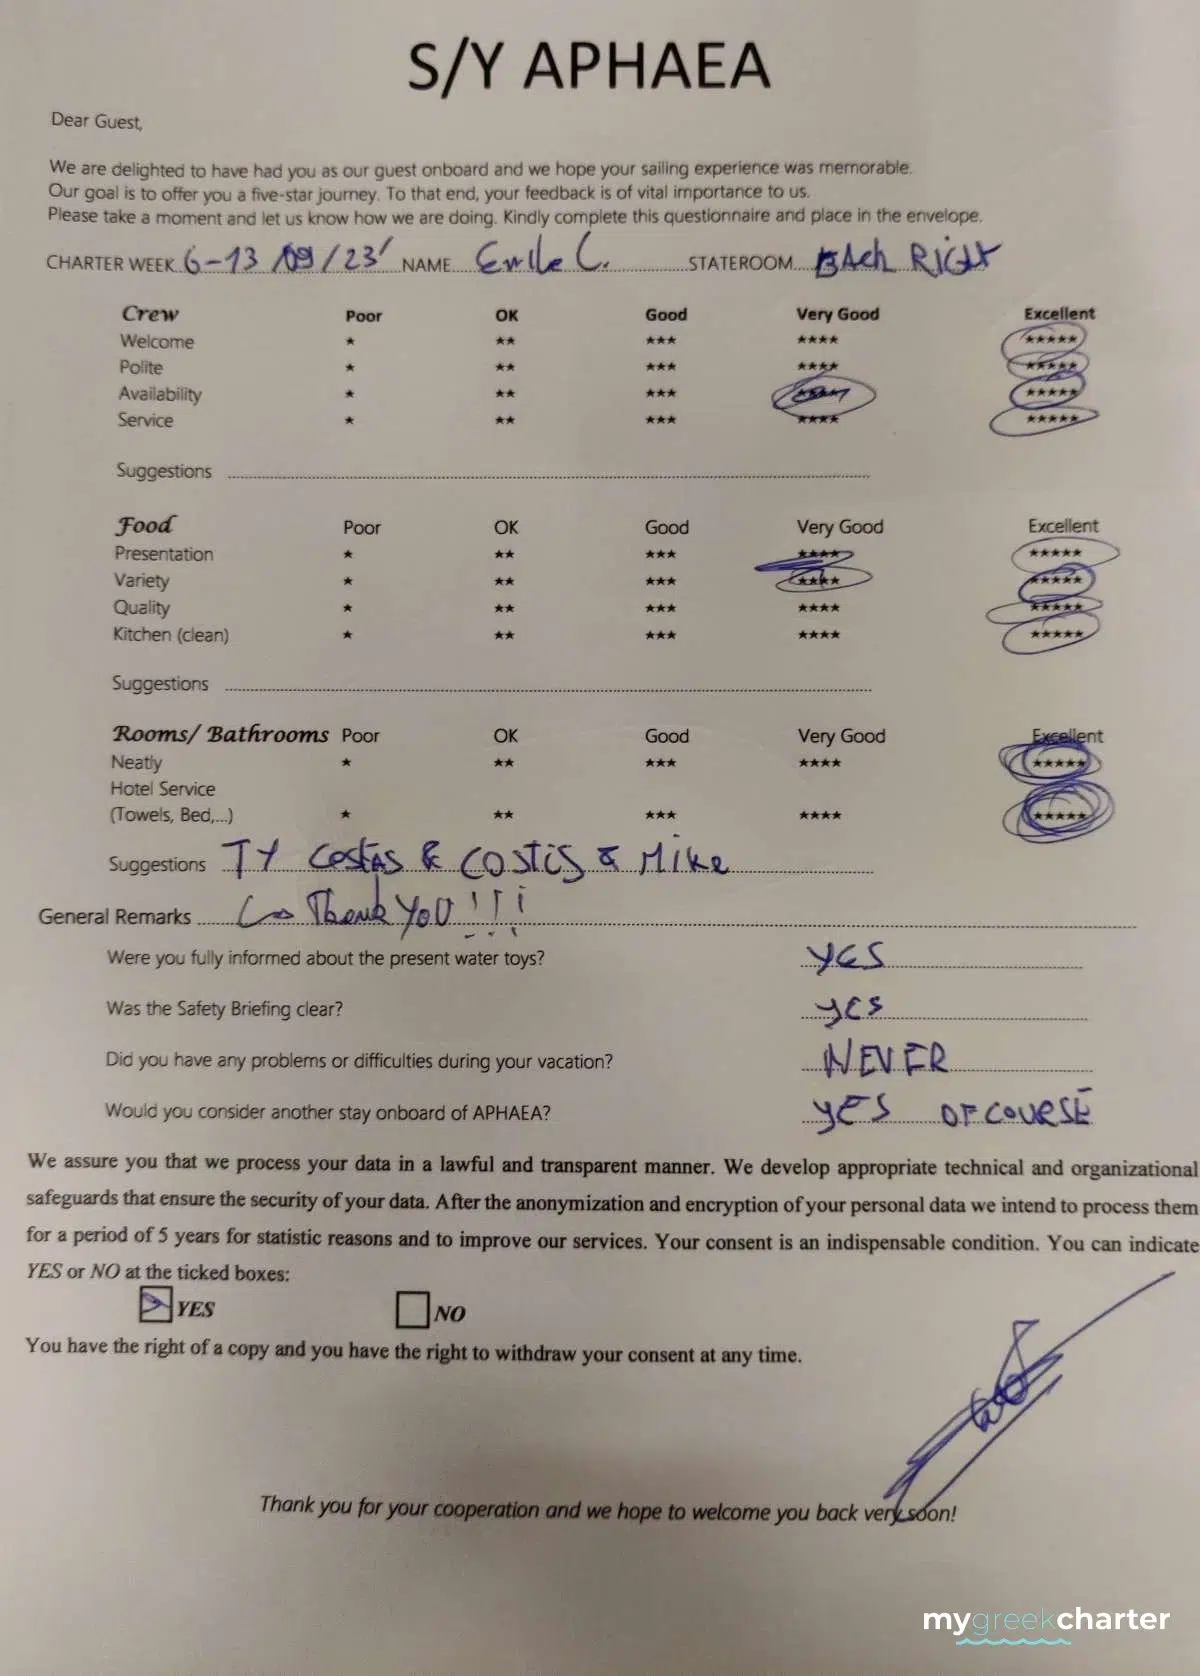 S/Y APHAEA
Dear Guest,
We are delighted to have had you as our guest onboard and we hope your sailing experience was memorable.
Our goal is to offer you a five-star journey. To that end, your feedback is of vital importance to us.
Please take a moment and let us know how we are doing. Kindly complete this questionnaire and place in the envelope.
CHARTER WEEK 6-13/09/23' NAME Emile C. STATEROOM BAch Right
Crew Poor OK Good Very Good Excellent
Welcome ★ ★★ ★★★ ★★★★ ★★★★★
Polite ★ ★★ ★★★ ★★★★ ★★★★★
Availability ★ ★★ ★★★ ★★★★ ★★★★★
Service ★ ★★ ★★★ ★★★★ ★★★★★
Suggestions
Food Poor OK Good Very Good Excellent
Presentation ★ ★★ ★★★ ★★★★ ★★★★★
Variety ★ ★★ ★★★ ★★★★ ★★★★★
Quality ★ ★★ ★★★ ★★★★ ★★★★★
Kitchen (clean) ★ ★★ ★★★ ★★★★ ★★★★★
Suggestions
Rooms/ Bathrooms Poor OK Good Very Good Excellent
Neatly ★ ★★ ★★★ ★★★★ ★★★★★
Hotel Service
(Towels, Bed,...) ★ ★★ ★★★ ★★★★ ★★★★★
Suggestions TY Costas & COStiS & Mike
General Remarks Thank YOU !!!
Were you fully informed about the present water toys? YES
Was the Safety Briefing clear? yes
Did you have any problems or difficulties during your vacation? NEVER
Would you consider another stay onboard of APHAEA? YES OF COURSE
We assure you that we process your data in a lawful and transparent manner. We develop appropriate technical and organizational
safeguards that ensure the security of your data. After the anonymization and encryption of your personal data we intend to process them
for a period of 5 years for statistic reasons and to improve our services. Your consent is an indispensable condition. You can indicate
YES or NO at the ticked boxes:
YES NO
You have the right of a copy and you have the right to withdraw your consent at any time.
Thank you for your cooperation and we hope to welcome you back very soon!
mygreekcharter